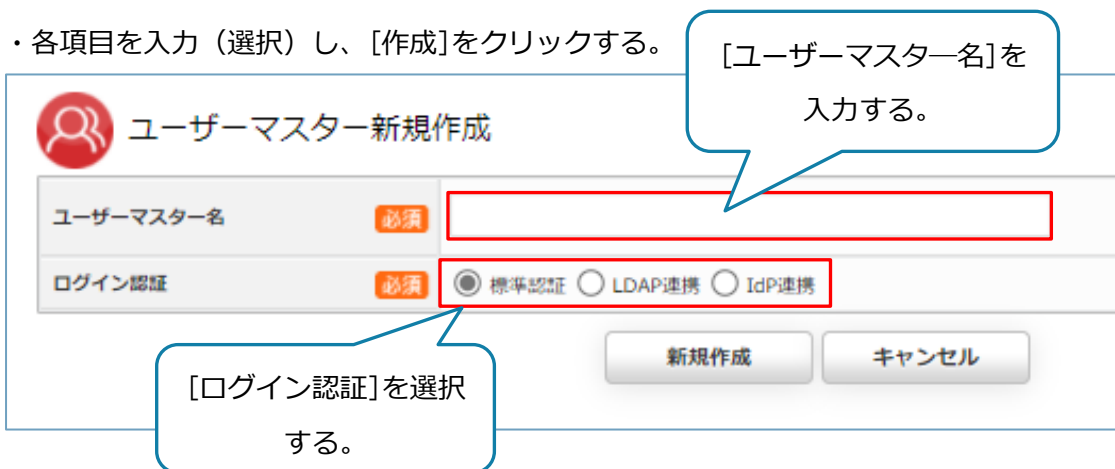 ・各項目を入力（選択）し、[作成]をクリックする。
[ユーザーマスタ―名]を
入力する。
ユーザーマスター新規作成
ユーザーマスター名 必須
ログイン認証 必須 標準認証 LDAP連携 IdP連携
新規作成 キャンセル
[ログイン認証]を選択
する。